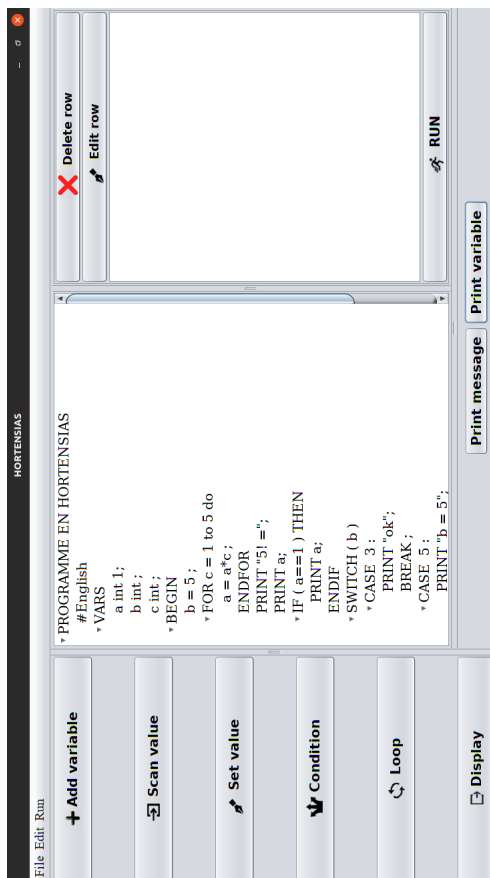 HORTENSIAS
File Edit Run
Add variable
Scan value
Set value
Condition
Loop
Display
PROGRAMME EN HORTENSIAS
#English
VARS
a int 1;
b int ;
c int ;
BEGIN
b = 5 ;
FOR c = 1 to 5 do
a = a*c ;
ENDFOR
PRINT "5! =";
PRINT a;
IF ( a==1 ) THEN
PRINT a;
ENDIF
SWITCH ( b )
CASE 3 :
PRINT "ok";
BREAK ;
CASE 5 :
PRINT "b = 5";
Delete row
Edit row
RUN
Print message
Print variable